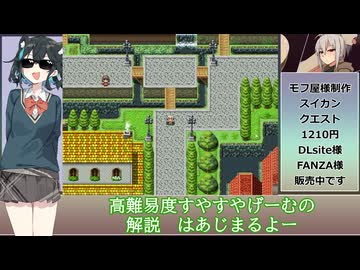 モフ屋様制作
スイカン
クエスト
1210円
DLsite様
FANZA様
販売中です
高難易度すやすやげーむの
解説　はあじまるよー